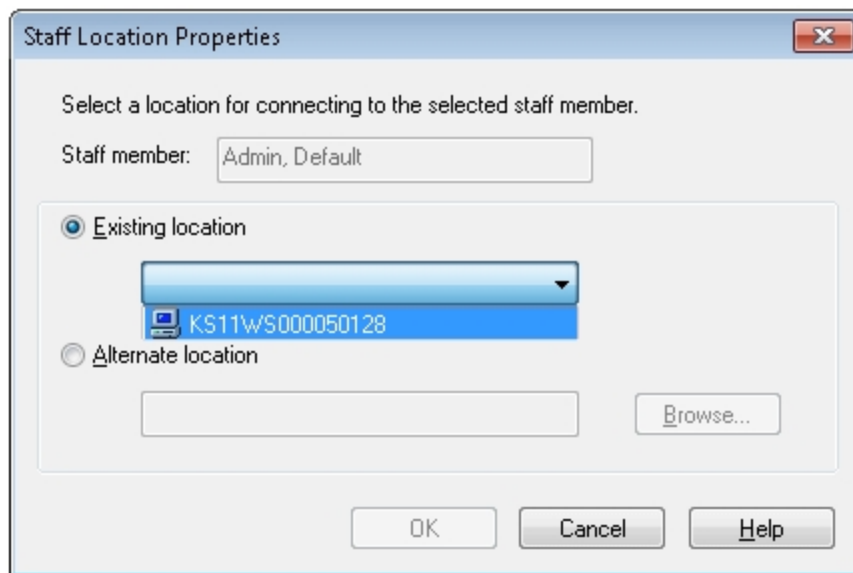 Staff Location Properties
Select a location for connecting to the selected staff member.
Staff member: Admin, Default
Existing location
KS11WS000050128
Alternate location
Browse...
OK Cancel Help